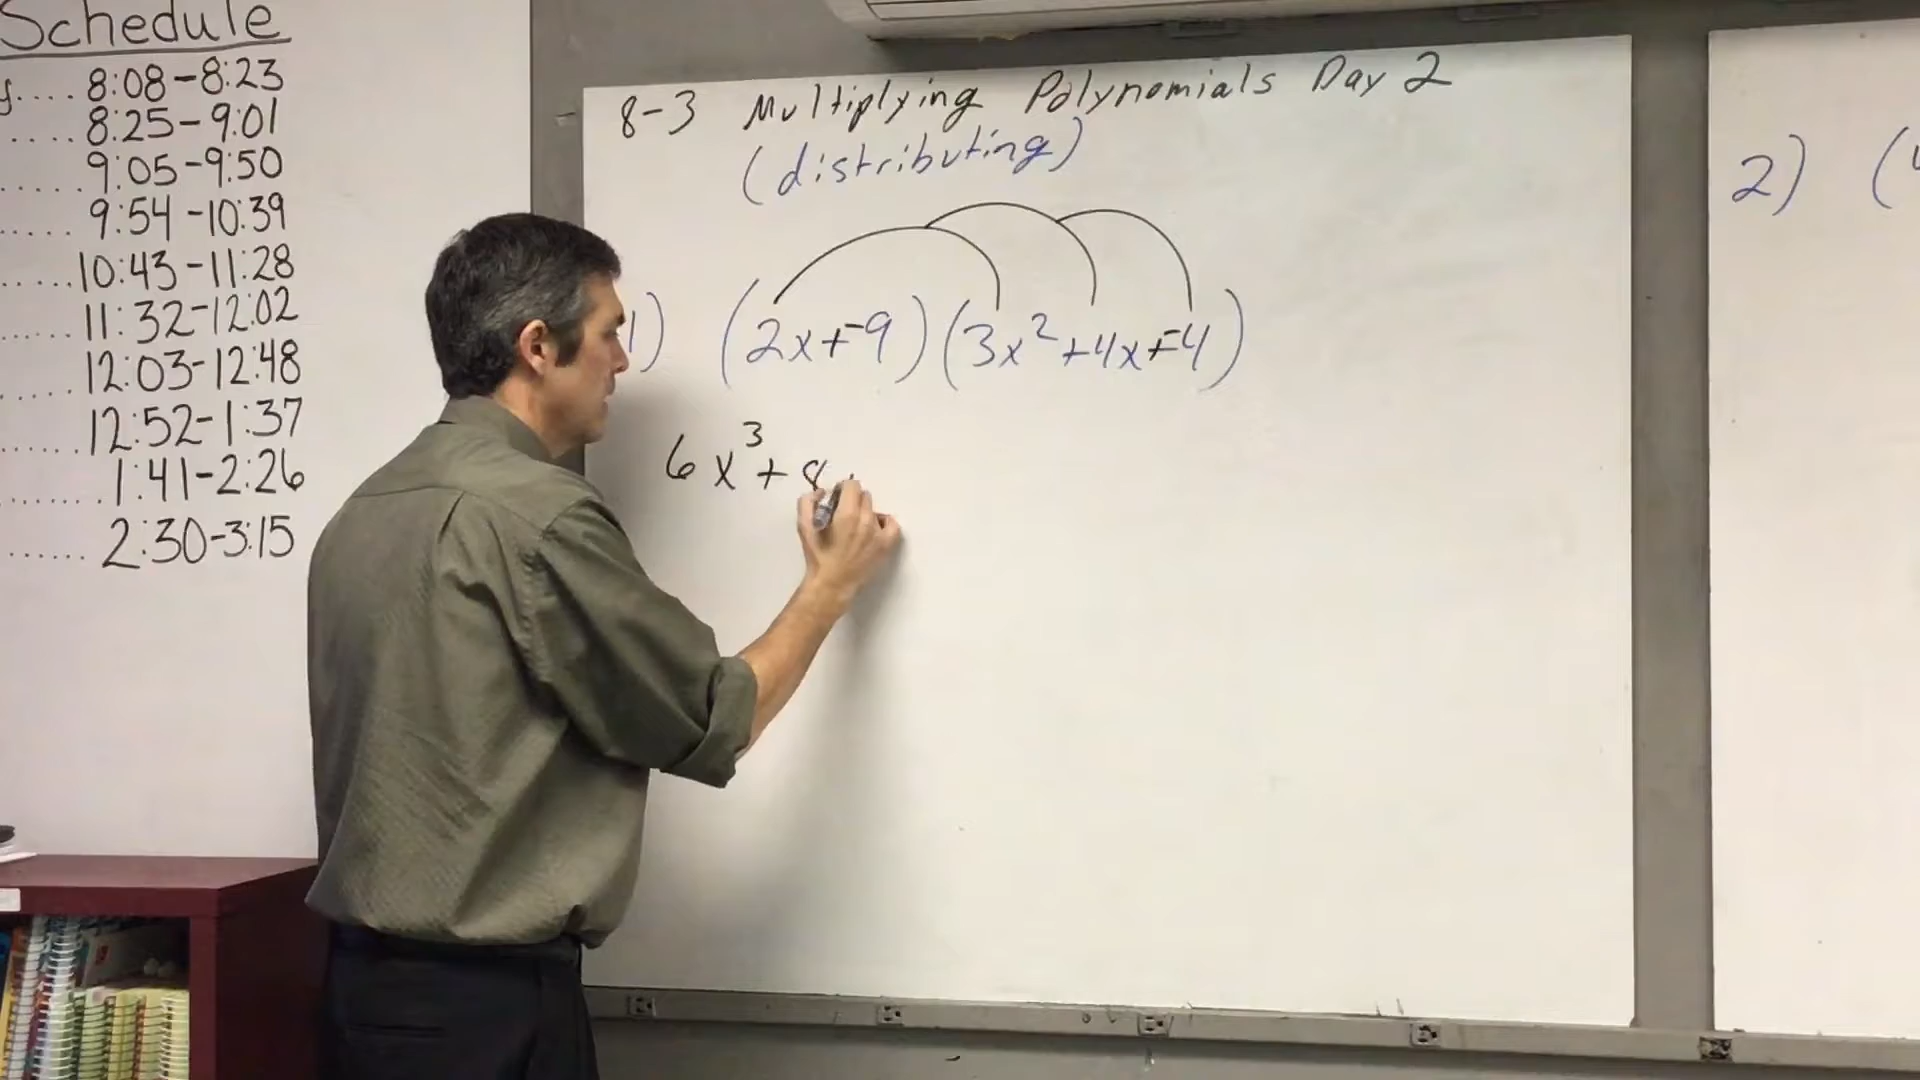 Schedule
.... 8:08-8:23
..... 8:25-9:01
..... 9:05-9:50
..... 9:54-10:39
..... 10:43-11:28
..... 11:32-12:02
..... 12:03-12:48
..... 12:52-1:37
....... 1:41-2:26
...... 2:30-3:15
8-3 Multiplying Polynomials Day 2
(distributing)
1) (2x+-9)(3x²+4x+-4)
6x³+8
2) (